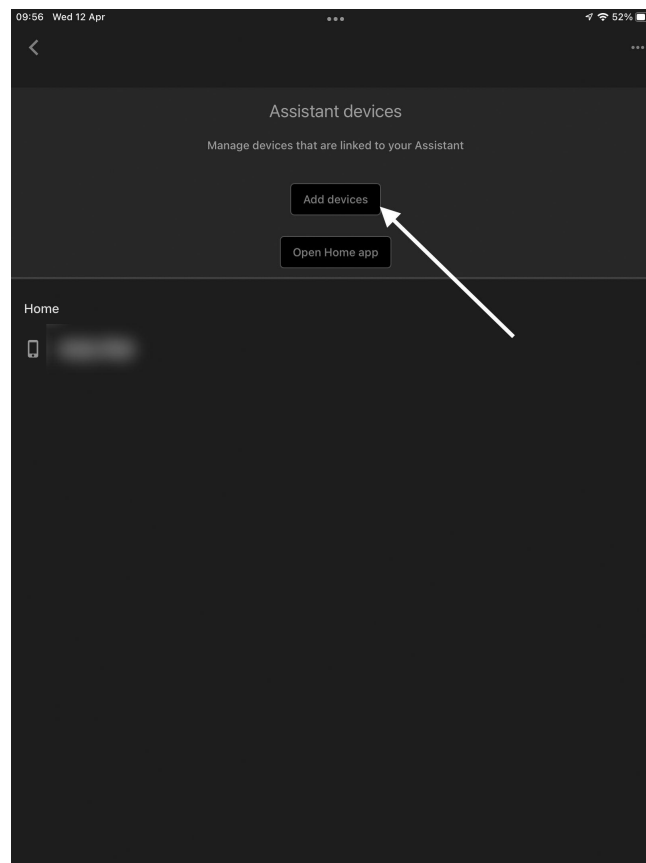 09:56 Wed 12 Apr
52%
Assistant devices
Manage devices that are linked to your Assistant
Add devices
Open Home app
Home